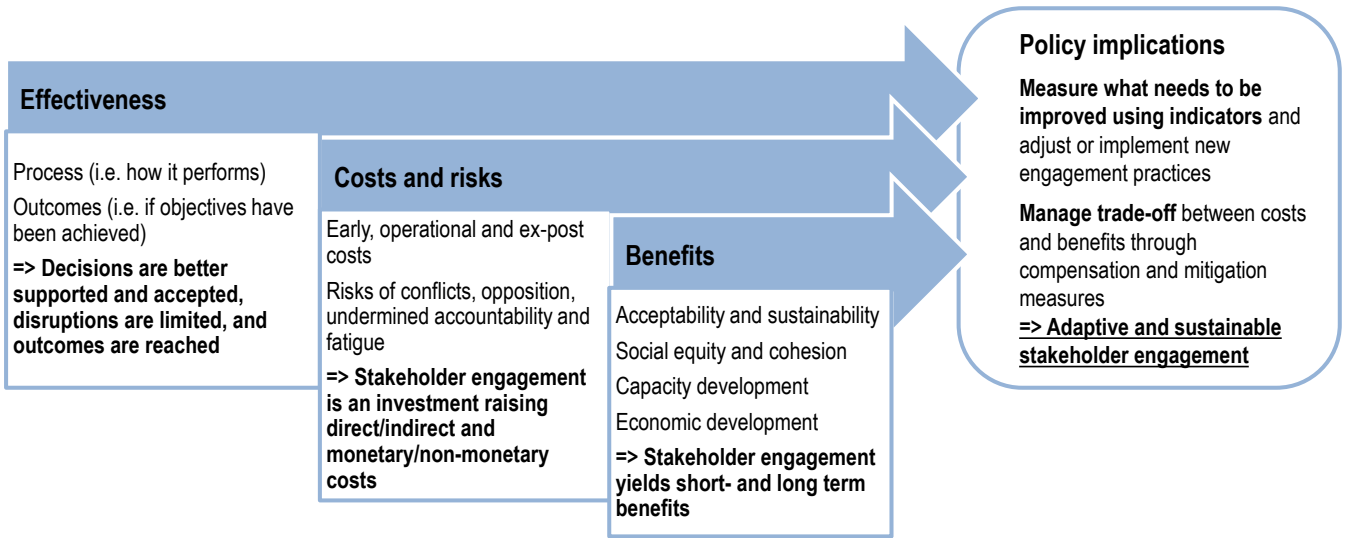 Effectiveness
Process (i.e. how it performs)
Outcomes (i.e. if objectives have
been achieved)
=> Decisions are better
supported and accepted,
disruptions are limited, and
outcomes are reached
Costs and risks
Early, operational and ex-post
costs
Risks of conflicts, opposition,
undermined accountability and
fatigue
=> Stakeholder engagement
is an investment raising
direct/indirect and
monetary/non-monetary
costs
Benefits
Acceptability and sustainability
Social equity and cohesion
Capacity development
Economic development
=> Stakeholder engagement
yields short- and long term
benefits
Policy implications
Measure what needs to be
improved using indicators and
adjust or implement new
engagement practices
Manage trade-off between costs
and benefits through
compensation and mitigation
measures
=> Adaptive and sustainable
stakeholder engagement